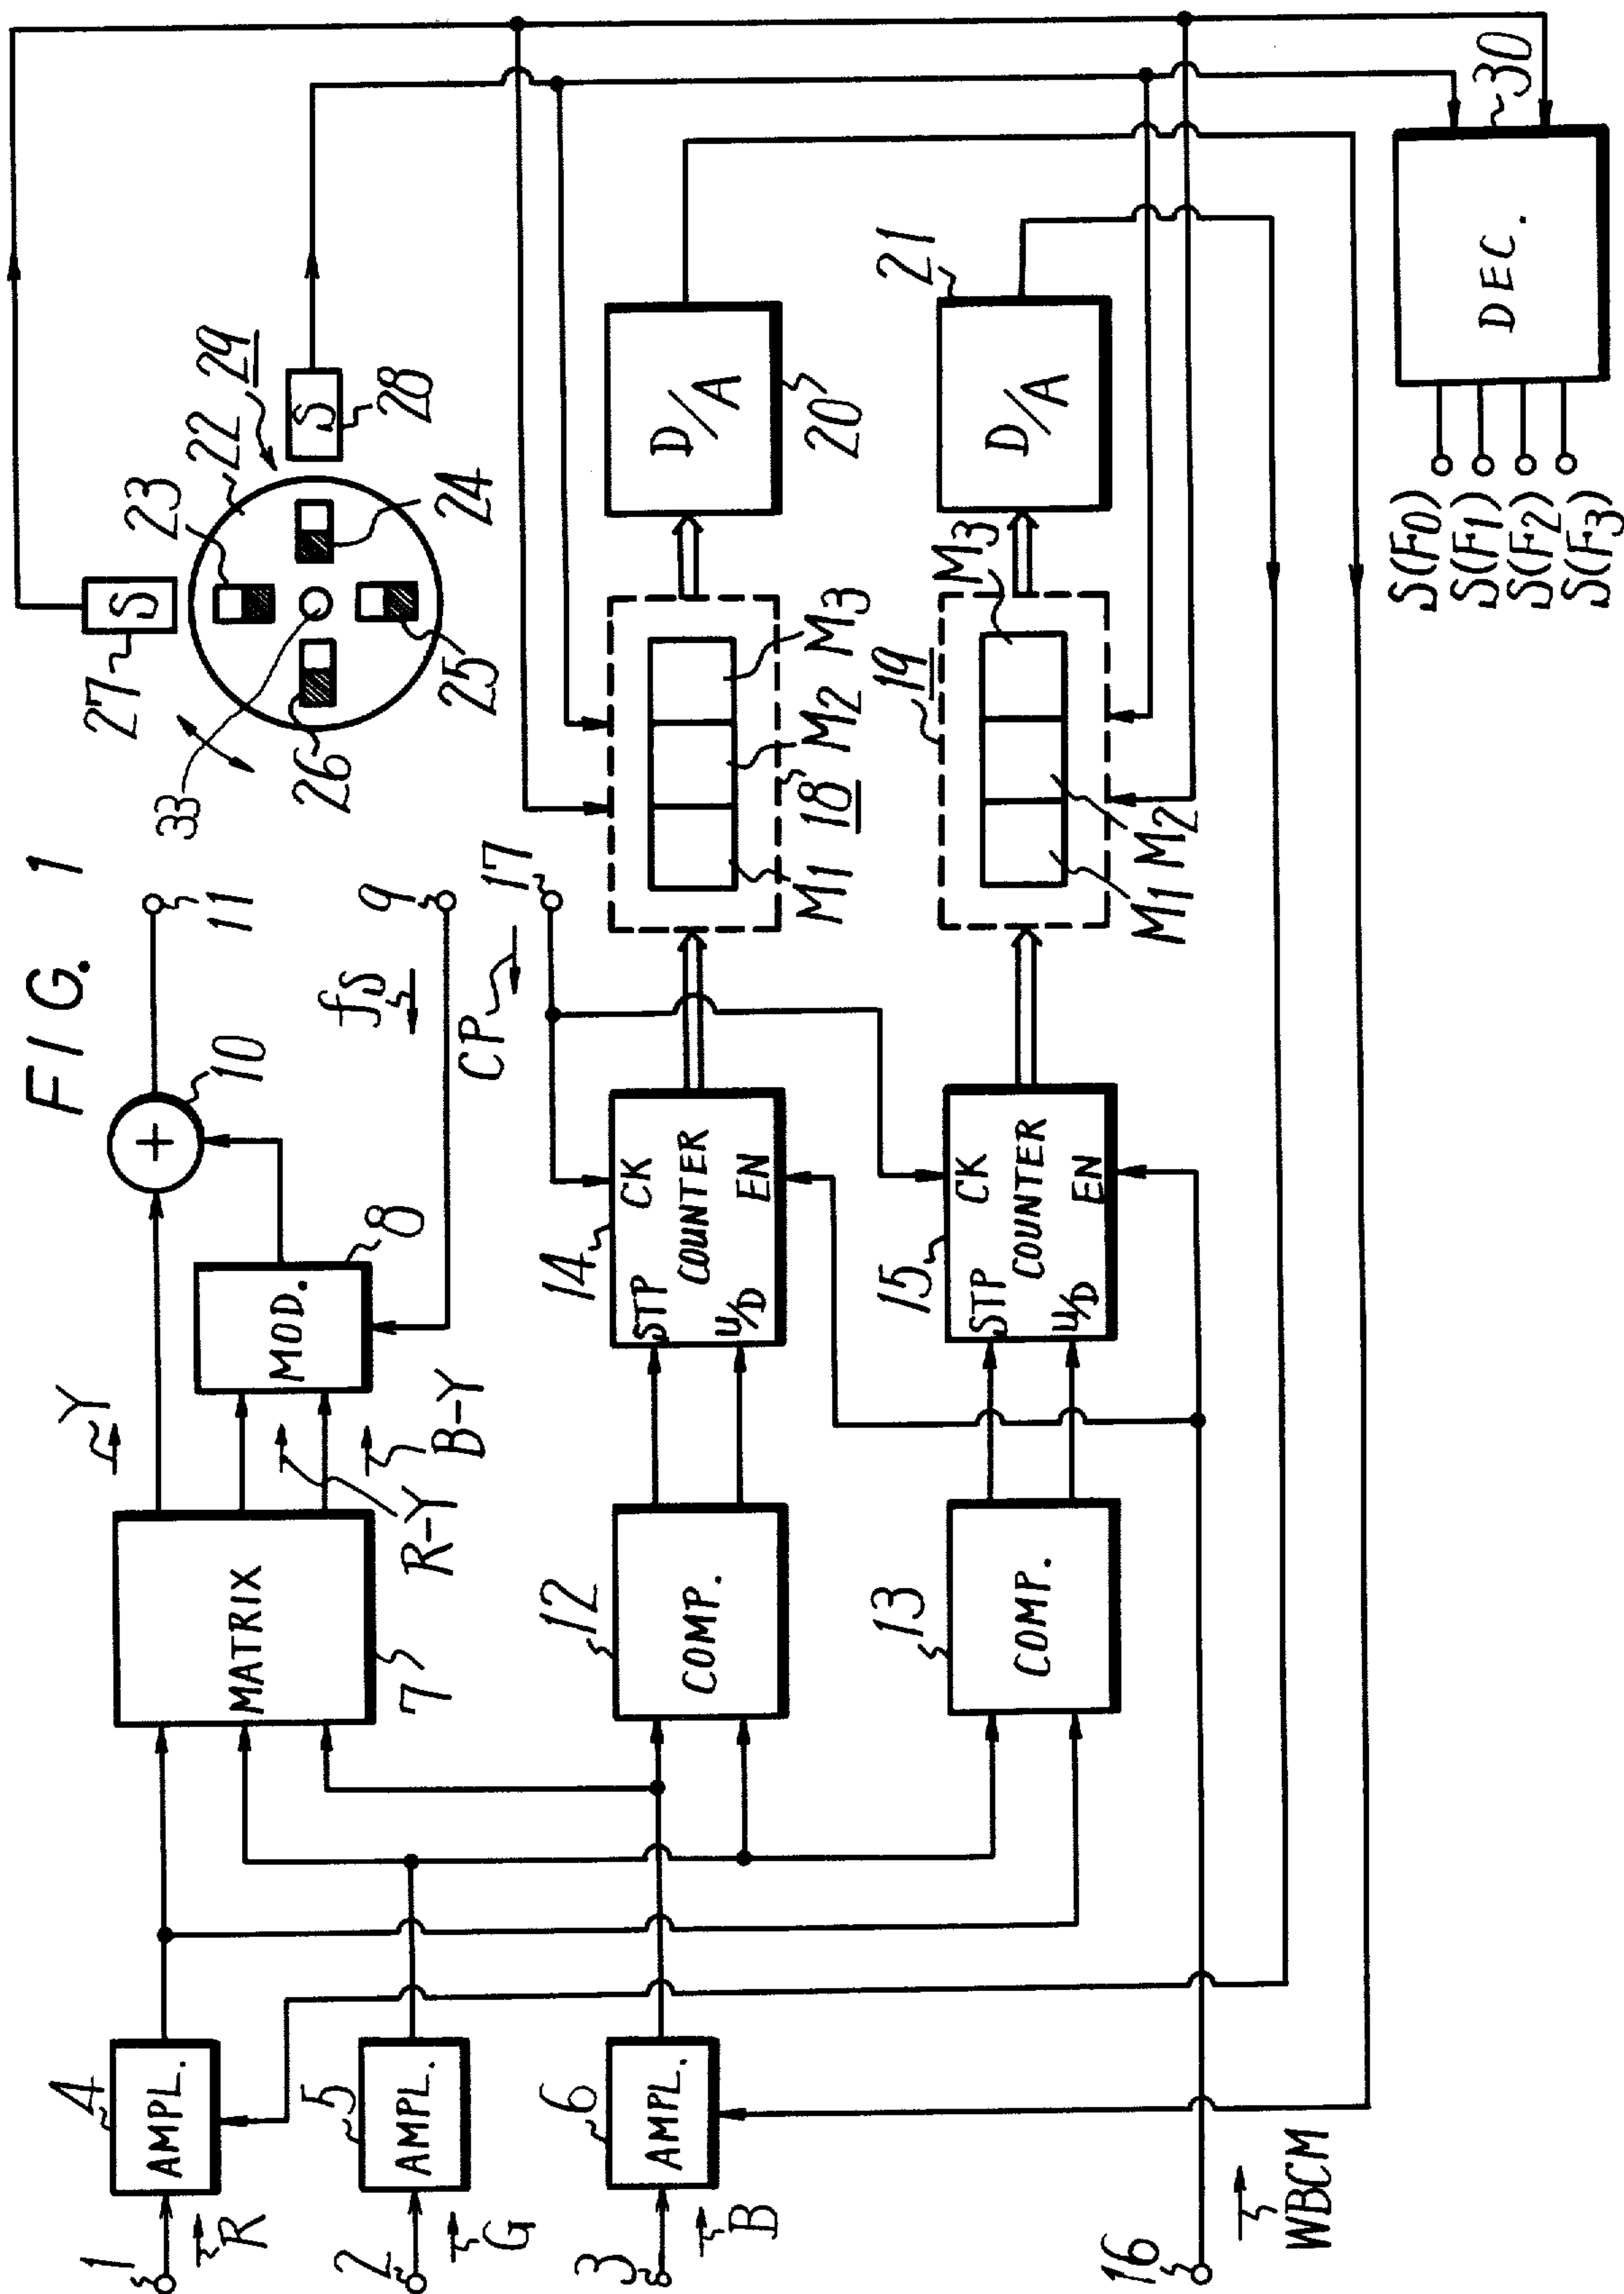 FIG. 1
1
R
2
G
3
B
4
AMPL.
5
AMPL.
6
AMPL.
MATRIX
7
Y
R-Y
B-Y
MOD.
8
+
10
11
fs
9
12
COMP.
13
COMP.
14
STP CK
COUNTER
U/D EN
15
STP CK
COUNTER
U/D EN
CP
17
16
WBCM
M1 18 M2 M3
19
M1 M2 M3
D/A
20
D/A
21
27
S
23
22
29
S
28
24
25
26
33
DEC.
30
S(F0)
S(F1)
S(F2)
S(F3)